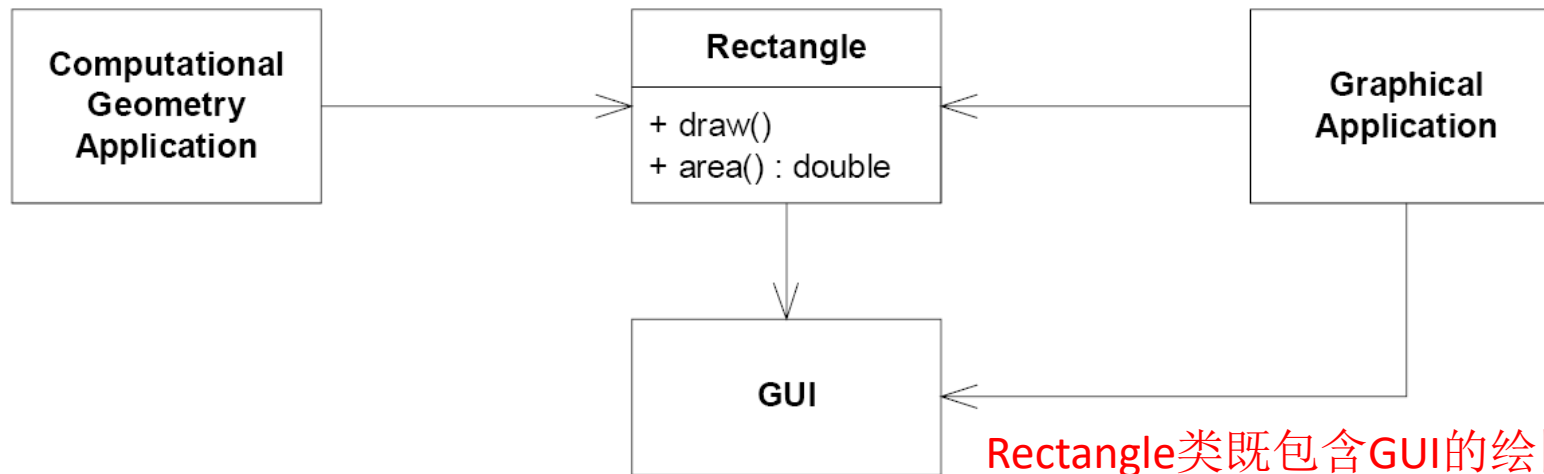 Computational
Geometry
Application
Rectangle
+ draw()
+ area() : double
Graphical
Application
GUI
Rectangle类既包含GUI的绘